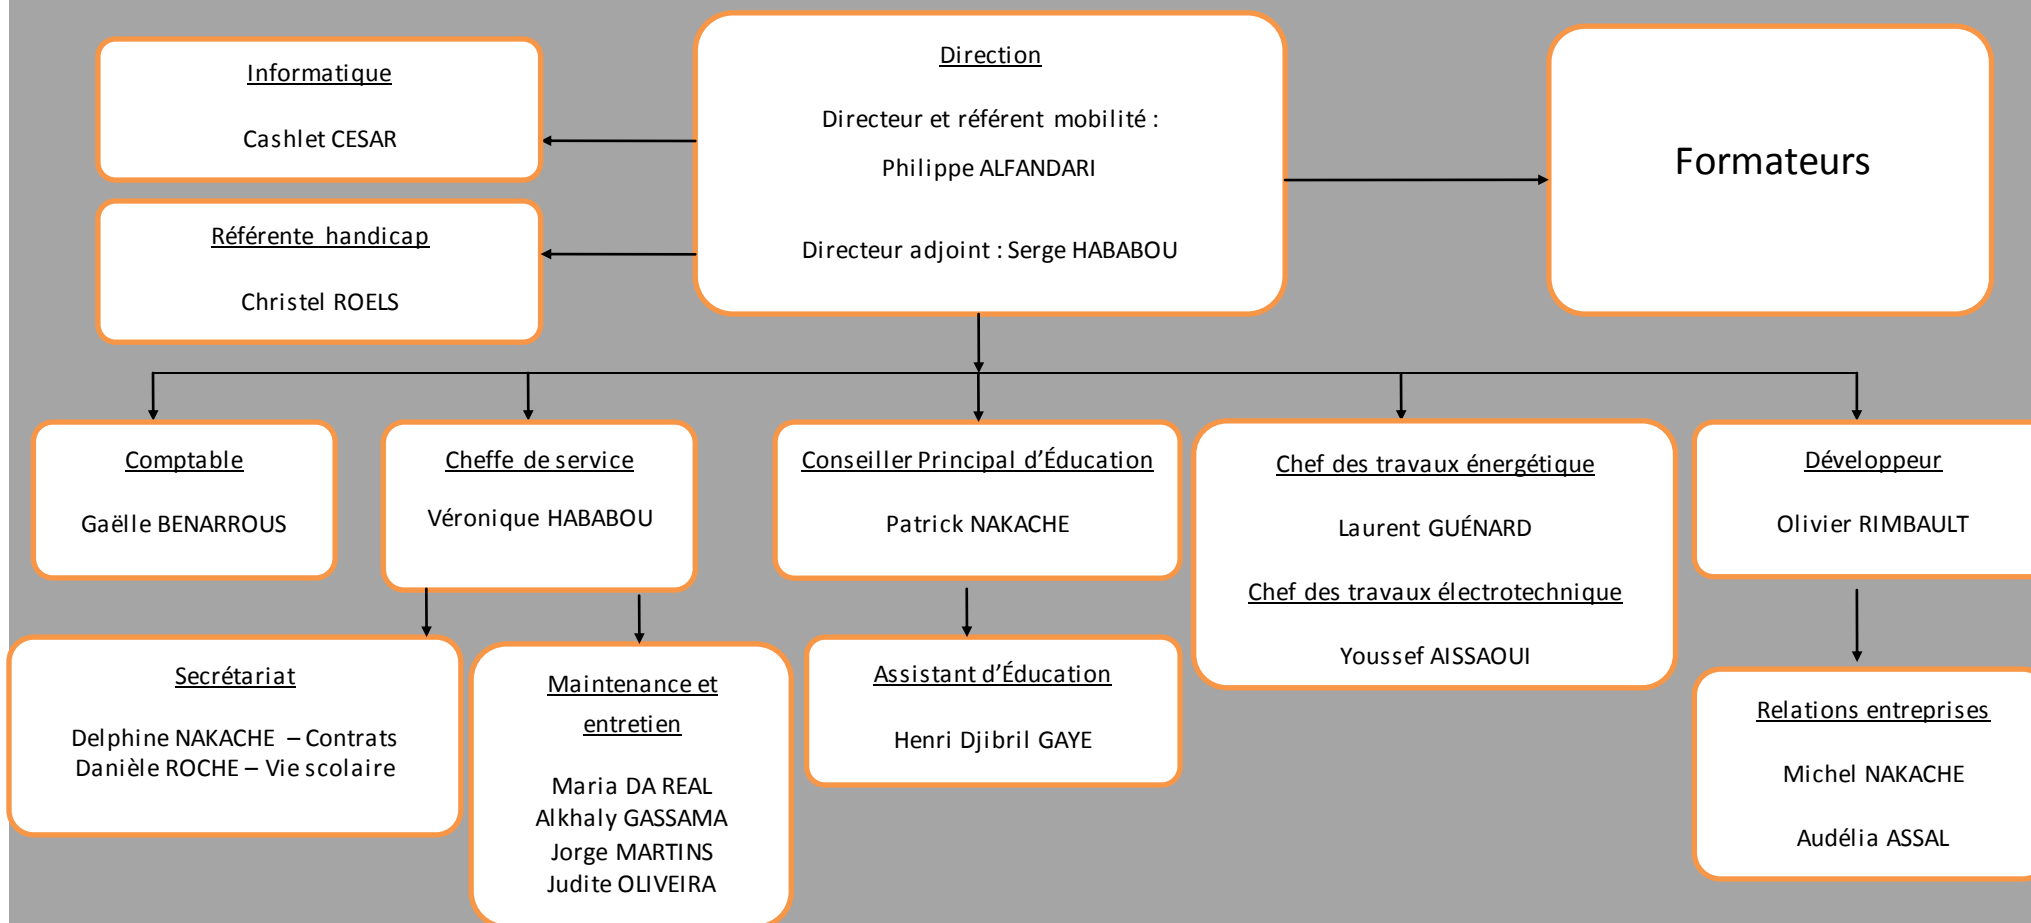 Informatique
Cashlet CESAR
Référente handicap
Christel ROELS
Direction
Directeur et référent mobilité :
Philippe ALFANDARI
Directeur adjoint : Serge HABABOU
Formateurs
Comptable
Gaëlle BENARROUS
Cheffe de service
Véronique HABABOU
Conseiller Principal d’Éducation
Patrick NAKACHE
Chef des travaux énergétique
Laurent GUÉNARD
Chef des travaux électrotechnique
Youssef AISSAOUI
Développeur
Olivier RIMBAULT
Secrétariat
Delphine NAKACHE – Contrats
Danièle ROCHE – Vie scolaire
Maintenance et
entretien
Maria DA REAL
Alkhaly GASSAMA
Jorge MARTINS
Judite OLIVEIRA
Assistant d’Éducation
Henri Djibril GAYE
Relations entreprises
Michel NAKACHE
Audélia ASSAL